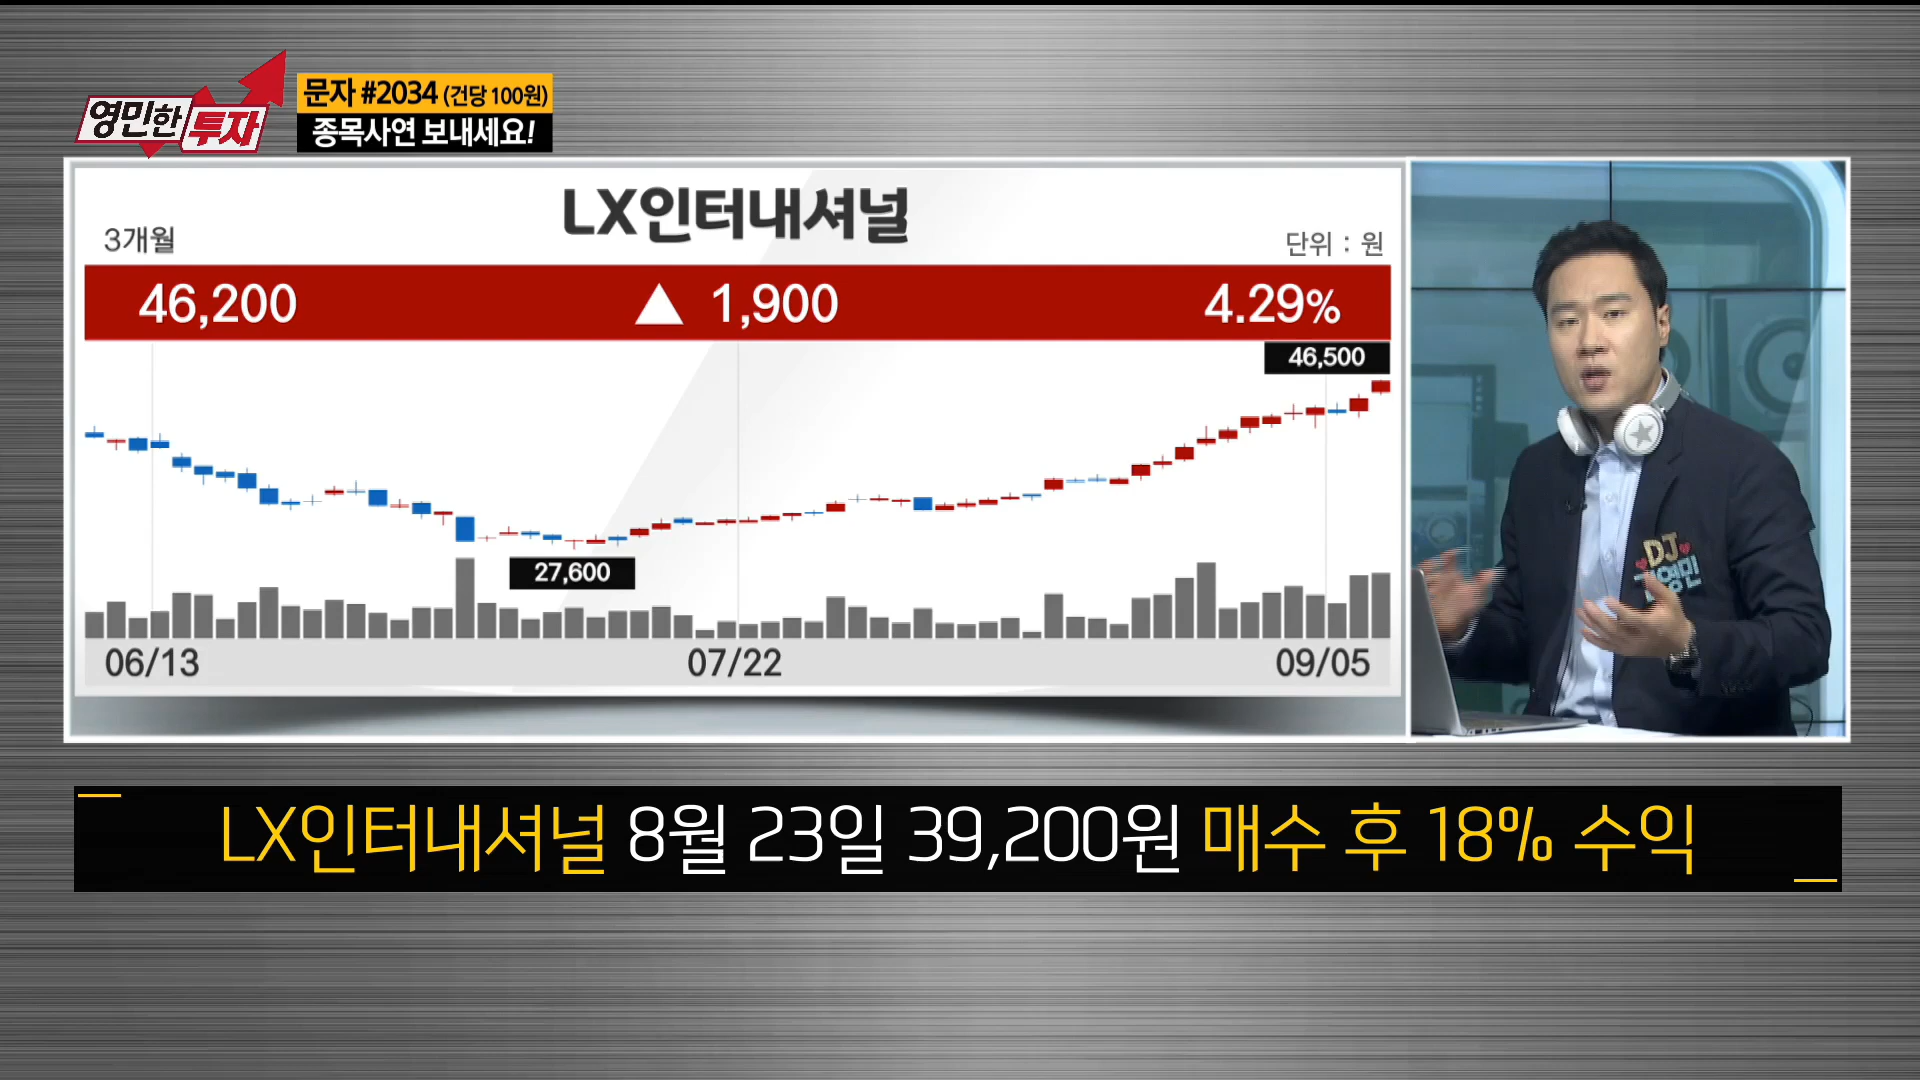 영민한 투자
문자 #2034 (건당 100원)
종목사연 보내세요!
LX인터내셔널
3개월
단위 : 원
46,200 ▲ 1,900 4.29%
46,500
27,600
06/13 07/22 09/05
DJ
영민
LX인터내셔널 8월 23일 39,200원 매수 후 18% 수익